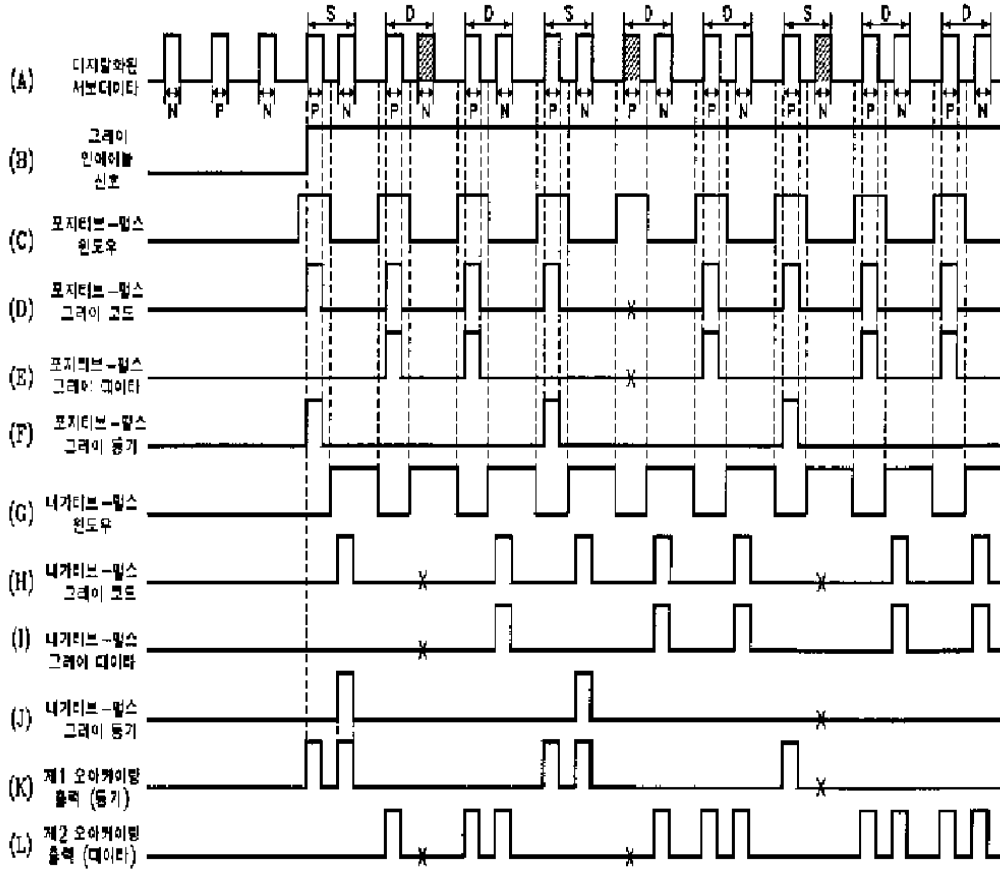 S D D S D D S D D
(A) 디지탈화된
서보데이타
N P N P N P N P N P N P N P N P N P N P N
(B) 그레이
인에이블
신호
(C) 포지티브-펄스
윈도우
(D) 포지티브-펄스
그레이 코드
X
(E) 포지티브-펄스
그레이 데이타
X
(F) 포지티브-펄스
그레이 동기
(G) 네가티브-펄스
윈도우
(H) 네가티브-펄스
그레이 코드
X X
(I) 네가티브-펄스
그레이 데이타
X
(J) 네가티브-펄스
그레이 동기
X
(K) 제1 오아게이팅
출력 (동기)
X
(L) 제2 오아게이팅
출력 (데이타)
X X